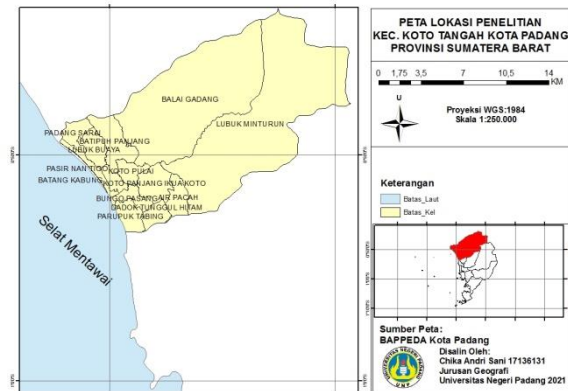 PETA LOKASI PENELITIAN
KEC. KOTO TANGAH KOTA PADANG
PROVINSI SUMATERA BARAT
0 1,75 3,5 7 10,5 14
KM
U
Proyeksi WGS:1984
Skala 1:250.000
Keterangan
Batas_Laut
Batas_Kel
Sumber Peta:
BAPPEDA Kota Padang
Disalin Oleh:
Chika Andri Sani 17136131
Jurusan Geografi
Universitas Negeri Padang 2021
BALAI GADANG
LUBUK MINTURUN
PADANG SARAI
BATIPUH PANJANG
LUBUK BUAYA
PASIR NAN TIGO
KOTO PULAI
BATANG KABUNG
KOTO PANJANG IKUA KOTO
BUNGO PASANG
AIR PACAH
DADOK TUNGGUL HITAM
PARUPUK TABING
Selat Mentawai